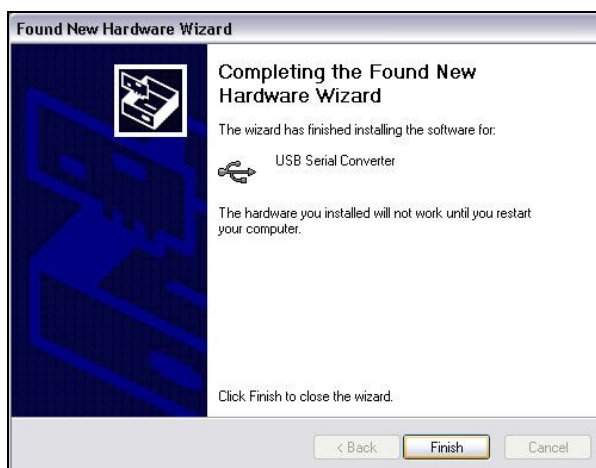 Found New Hardware Wizard
Completing the Found New
Hardware Wizard
The wizard has finished installing the software for:
USB Serial Converter
The hardware you installed will not work until you restart
your computer.
Click Finish to close the wizard.
< Back
Finish
Cancel